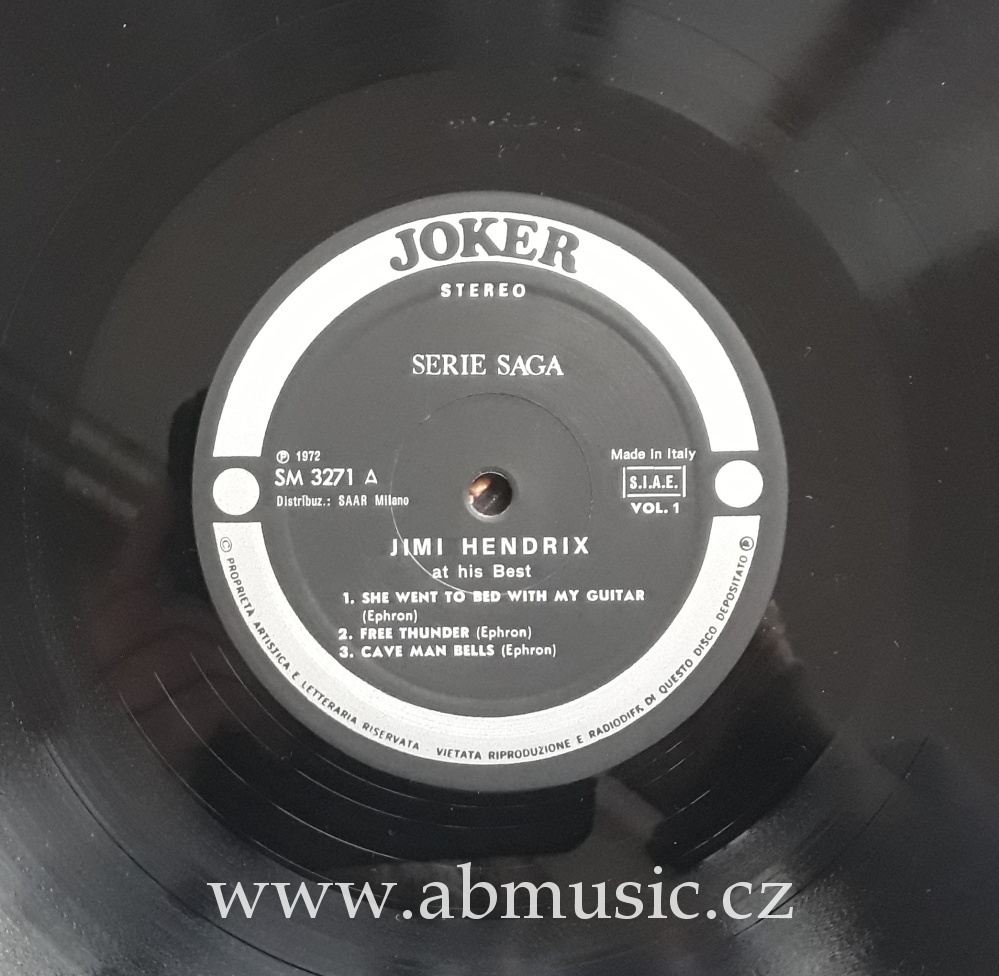 JOKER
STEREO
SERIE SAGA
℗ 1972
SM 3271 A
Distribuz.: SAAR Milano
Made in Italy
S.I.A.E.
VOL. 1
JIMI HENDRIX
at his Best
1. SHE WENT TO BED WITH MY GUITAR
(Ephron)
2. FREE THUNDER (Ephron)
3. CAVE MAN BELLS (Ephron)
© PROPRIETA ARTISTICA E LETTERARIA RISERVATA - VIETATA RIPRODUZIONE E RADIODIFF. DI QUESTO DISCO DEPOSITATO ℗
www.abmusic.cz